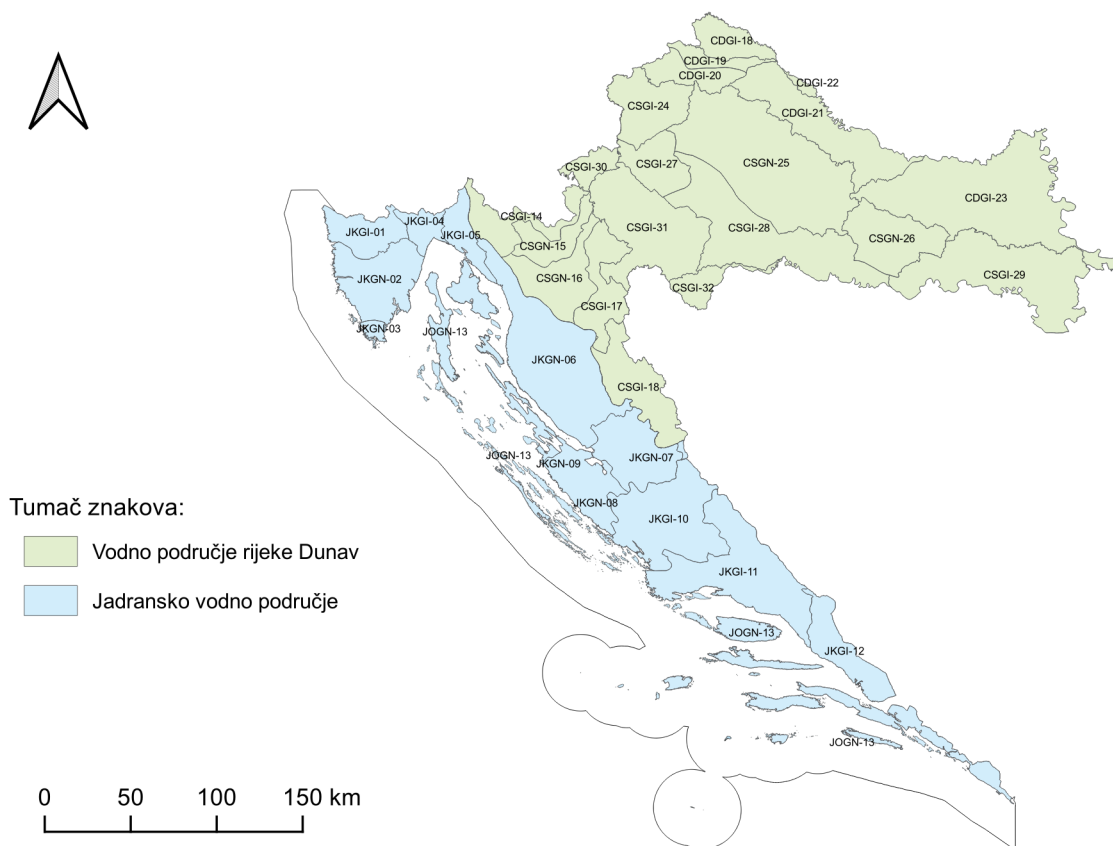 CDGI-18
CDGI-19
CDGI-20
CDGI-22
CSGI-24
CDGI-21
CSGI-30
CSGI-27
CSGN-25
CDGI-23
CSGI-14
JKGI-04
JKGI-01
JKGI-05
CSGI-31
CSGI-28
CSGN-26
CSGN-15
JKGN-02
CSGN-16
CSGI-29
CSGI-32
CSGI-17
JKGN-03
JOGN-13
JKGN-06
CSGI-18
JOGN-13
JKGN-09
JKGN-07
JKGN-08
JKGI-10
JKGI-11
JOGN-13
JKGI-12
JOGN-13
Tumač znakova:
Vodno područje rijeke Dunav
Jadransko vodno područje
0 50 100 150 km